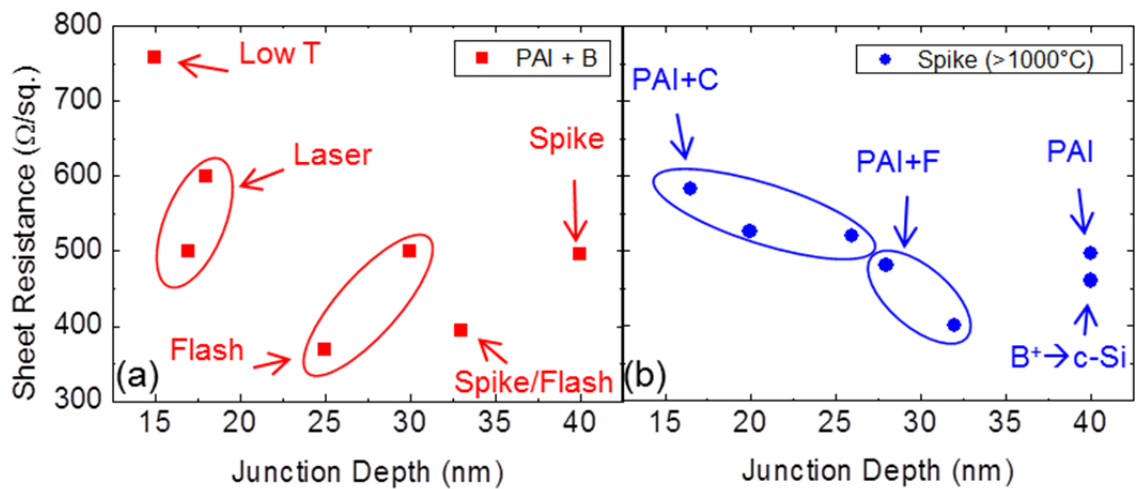 800
700
600
500
400
300
Sheet Resistance (Ω/sq.)
Low T
PAI + B
Laser
Spike
Flash
Spike/Flash
(a)
15 20 25 30 35 40
Junction Depth (nm)
Spike (>1000°C)
PAI+C
PAI+F
PAI
B⁺→c-Si
(b)
15 20 25 30 35 40
Junction Depth (nm)